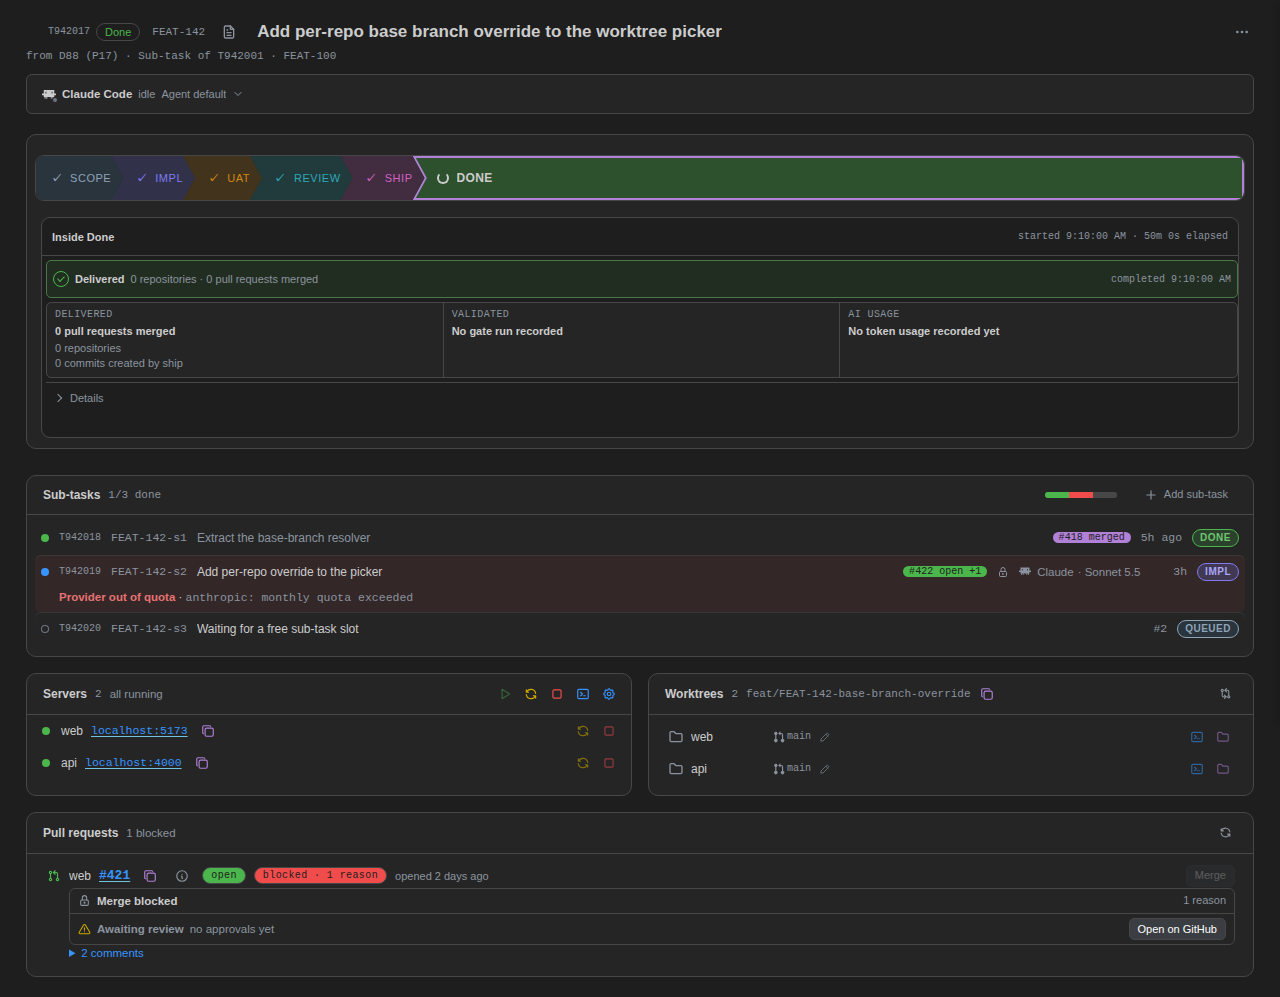 T942017 Done FEAT-142 Add per-repo base branch override to the worktree picker
from D88 (P17) · Sub-task of T942001 · FEAT-100
Claude Code idle Agent default
SCOPE IMPL UAT REVIEW SHIP DONE
Inside Done started 9:10:00 AM · 50m 0s elapsed
Delivered 0 repositories · 0 pull requests merged completed 9:10:00 AM
DELIVERED VALIDATED AI USAGE
0 pull requests merged No gate run recorded No token usage recorded yet
0 repositories
0 commits created by ship
Details
Sub-tasks 1/3 done Add sub-task
T942018 FEAT-142-s1 Extract the base-branch resolver #418 merged 5h ago DONE
T942019 FEAT-142-s2 Add per-repo override to the picker #422 open +1 Claude · Sonnet 5.5 3h IMPL
Provider out of quota · anthropic: monthly quota exceeded
T942020 FEAT-142-s3 Waiting for a free sub-task slot #2 QUEUED
Servers 2 all running
web localhost:5173
api localhost:4000
Worktrees 2 feat/FEAT-142-base-branch-override
web main
api main
Pull requests 1 blocked
web #421 open blocked · 1 reason opened 2 days ago Merge
Merge blocked 1 reason
Awaiting review no approvals yet Open on GitHub
2 comments